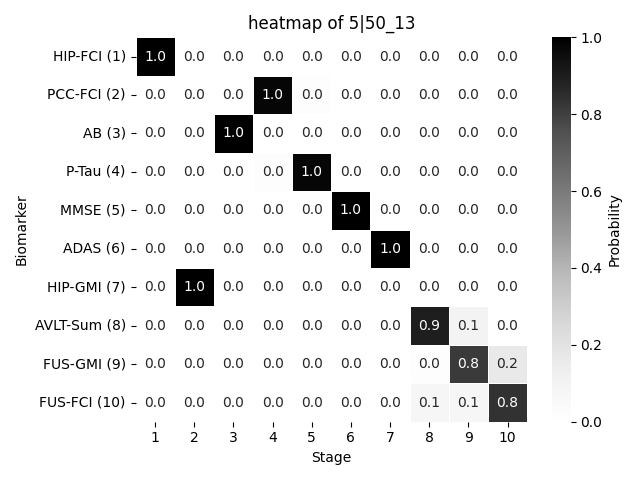 heatmap of 5|50_13
HIP-FCI (1) 1.0 0.0 0.0 0.0 0.0 0.0 0.0 0.0 0.0 0.0
PCC-FCI (2) 0.0 0.0 0.0 1.0 0.0 0.0 0.0 0.0 0.0 0.0
AB (3) 0.0 0.0 1.0 0.0 0.0 0.0 0.0 0.0 0.0 0.0
P-Tau (4) 0.0 0.0 0.0 0.0 1.0 0.0 0.0 0.0 0.0 0.0
MMSE (5) 0.0 0.0 0.0 0.0 0.0 1.0 0.0 0.0 0.0 0.0
ADAS (6) 0.0 0.0 0.0 0.0 0.0 0.0 1.0 0.0 0.0 0.0
HIP-GMI (7) 0.0 1.0 0.0 0.0 0.0 0.0 0.0 0.0 0.0 0.0
AVLT-Sum (8) 0.0 0.0 0.0 0.0 0.0 0.0 0.0 0.9 0.1 0.0
FUS-GMI (9) 0.0 0.0 0.0 0.0 0.0 0.0 0.0 0.0 0.8 0.2
FUS-FCI (10) 0.0 0.0 0.0 0.0 0.0 0.0 0.0 0.1 0.1 0.8
1 2 3 4 5 6 7 8 9 10
Stage
Biomarker
1.0
0.8
0.6
0.4
0.2
0.0
Probability